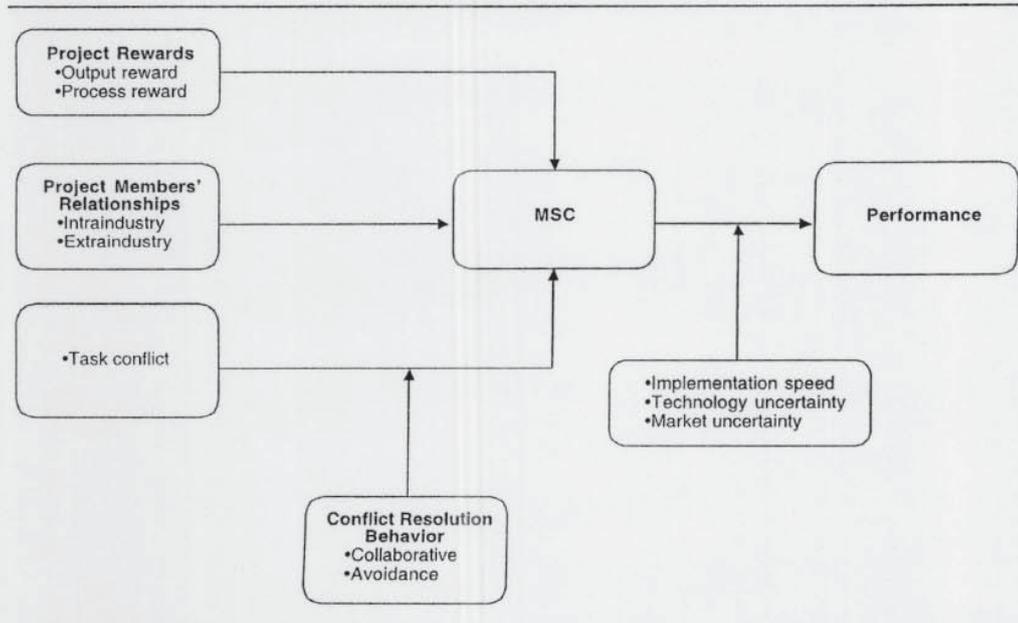 Project Rewards
•Output reward
•Process reward
Project Members'
Relationships
•Intraindustry
•Extraindustry
MSC
Performance
•Task conflict
•Implementation speed
•Technology uncertainty
•Market uncertainty
Conflict Resolution
Behavior
•Collaborative
•Avoidance